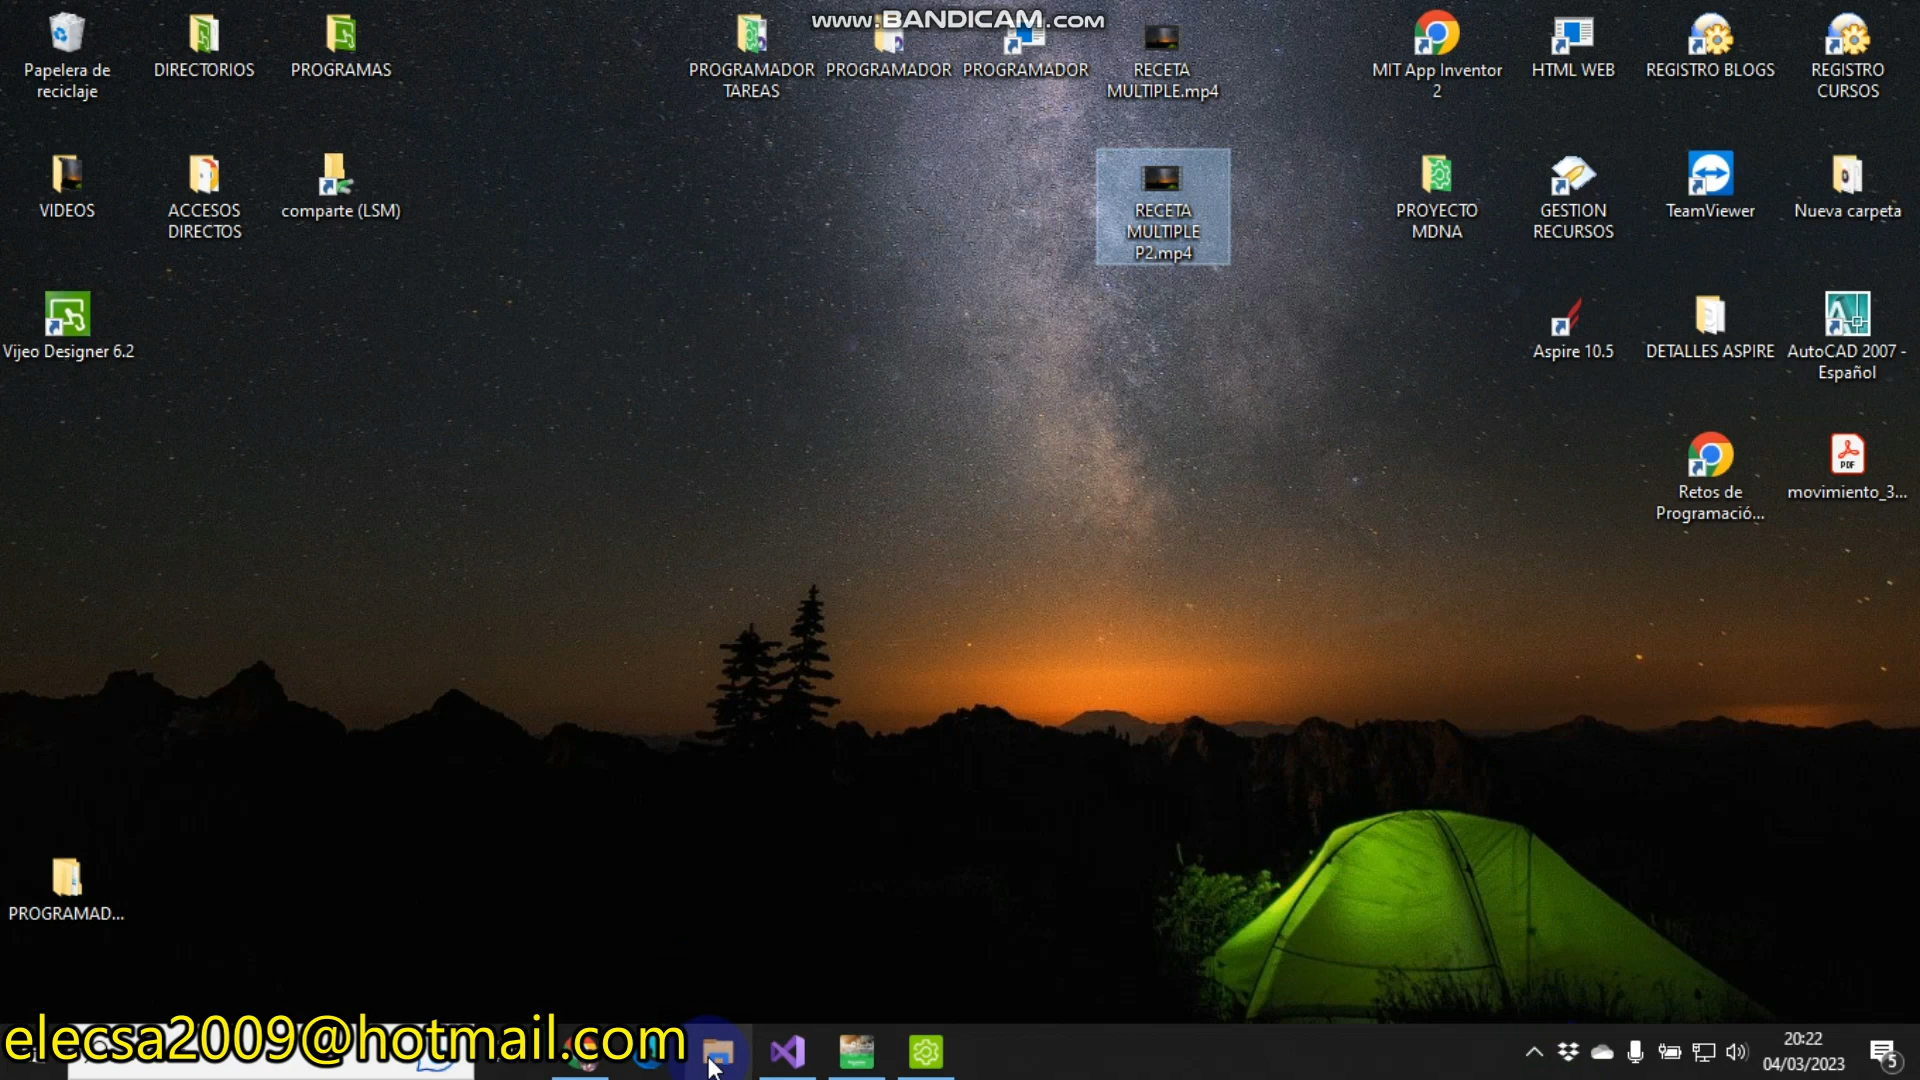 www.BANDICAM.com
Papelera de
reciclaje
DIRECTORIOS
PROGRAMAS
PROGRAMADOR
TAREAS
PROGRAMADOR
PROGRAMADOR
RECETA
MULTIPLE.mp4
MIT App Inventor
2
HTML WEB
REGISTRO BLOGS
REGISTRO
CURSOS
VIDEOS
ACCESOS
DIRECTOS
comparte (LSM)
RECETA
MULTIPLE
P2.mp4
PROYECTO
MDNA
GESTION
RECURSOS
TeamViewer
Nueva carpeta
Vijeo Designer 6.2
Aspire 10.5
DETALLES ASPIRE
AutoCAD 2007 -
Español
Retos de
Programació...
PDF
movimiento_3...
PROGRAMAD...
elecsa2009@hotmail.com
20:22
04/03/2023
5